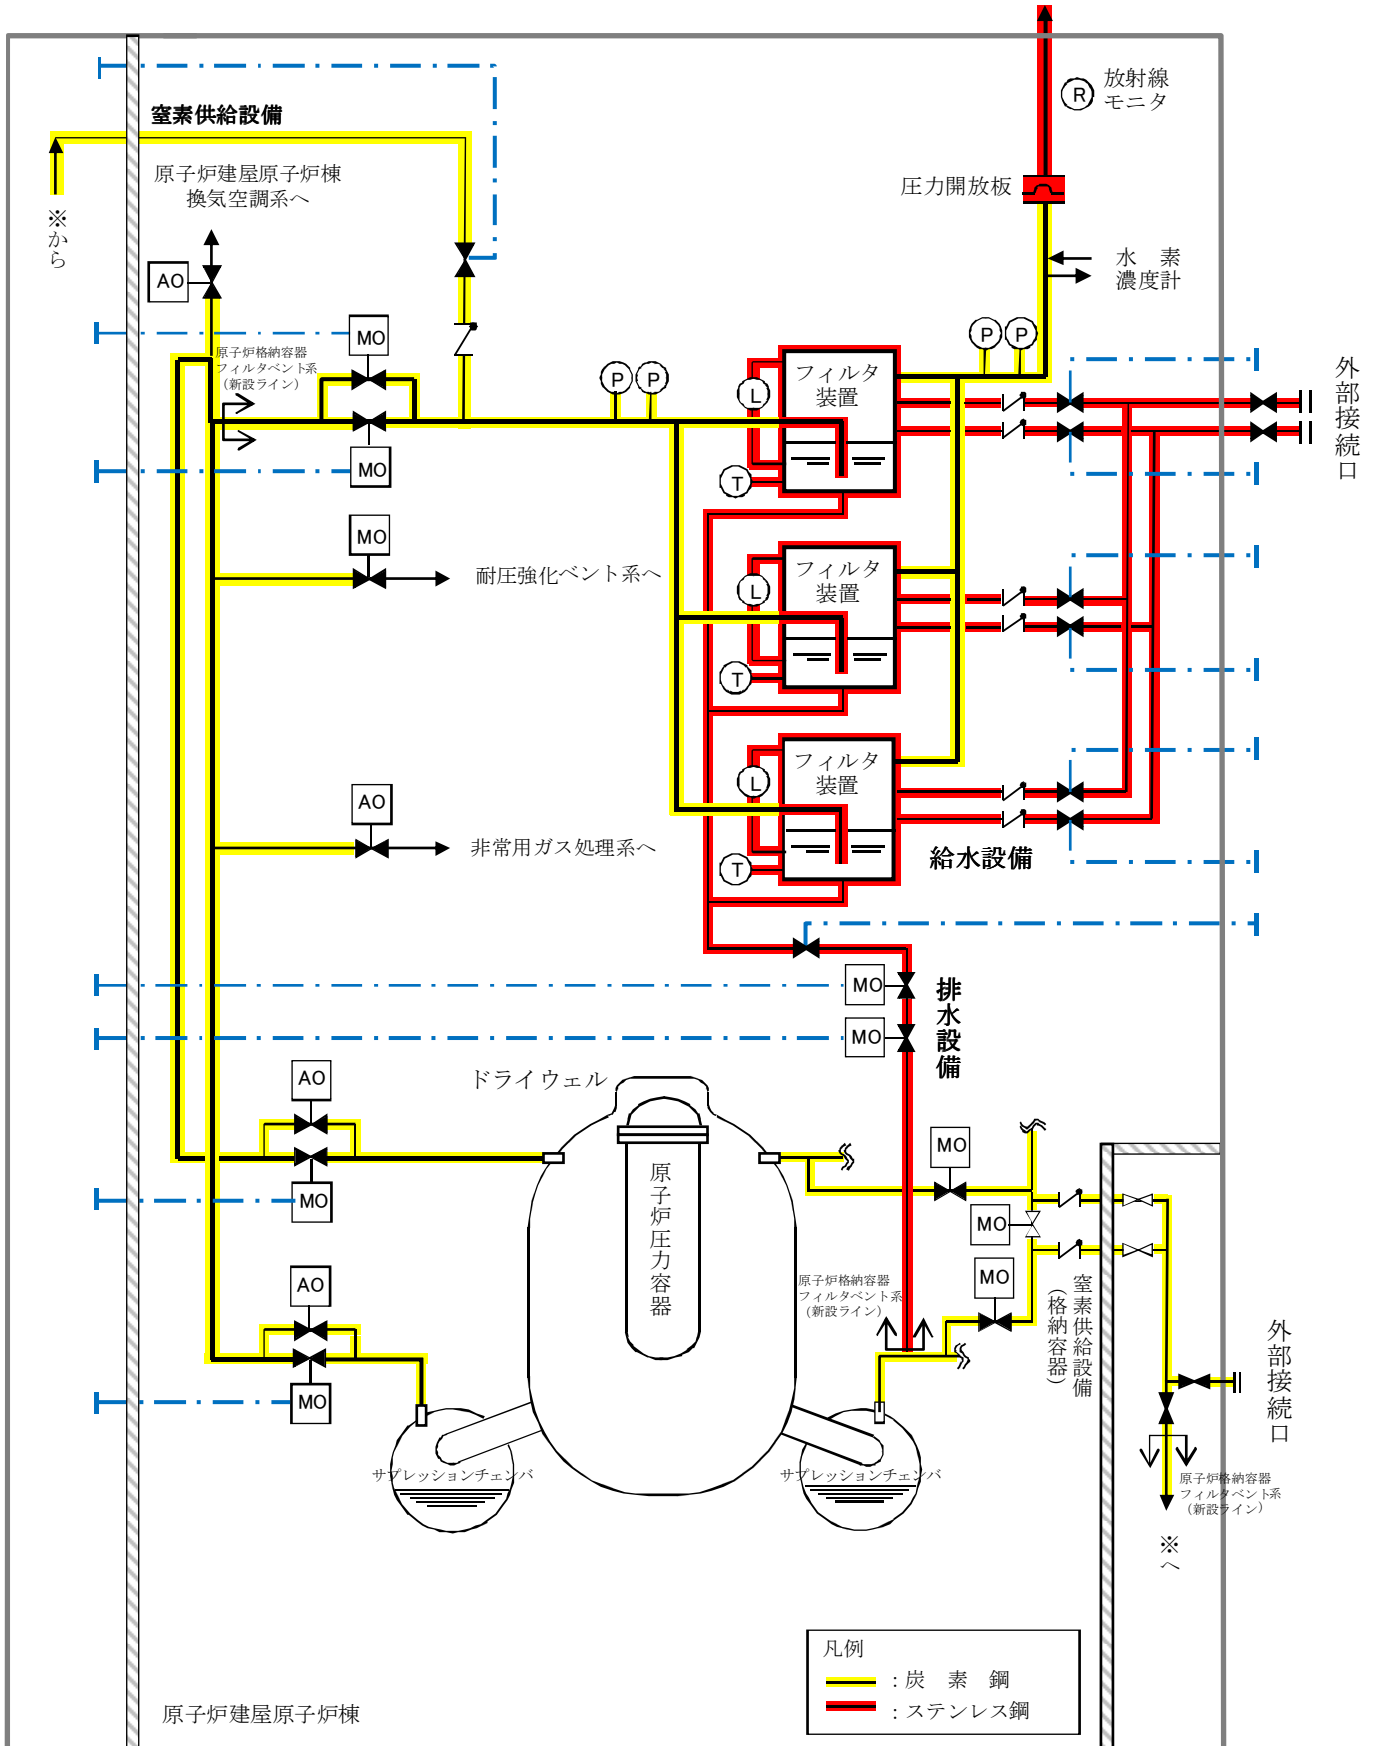 放射線
モニタ
R
窒素供給設備
原子炉建屋原子炉棟
換気空調系へ
※から
圧力開放板
水　素
濃度計
AO
MO
原子炉格納容器
フィルタベント系
（新設ライン）
P
P
P
P
フィルタ
装置
L
T
MO
外部接続口
MO
耐圧強化ベント系へ
フィルタ
装置
L
T
フィルタ
装置
L
T
AO
非常用ガス処理系へ
給水設備
MO
MO
排水設備
AO
ドライウェル
MO
原子炉圧力容器
MO
MO
AO
MO
MO
原子炉格納容器
フィルタベント系
（新設ライン）
窒素供給設備
（格納容器）
外部接続口
サプレッションチェンバ
サプレッションチェンバ
原子炉格納容器
フィルタベント系
（新設ライン）
※へ
凡例
：炭　素　鋼
：ステンレス鋼
原子炉建屋原子炉棟